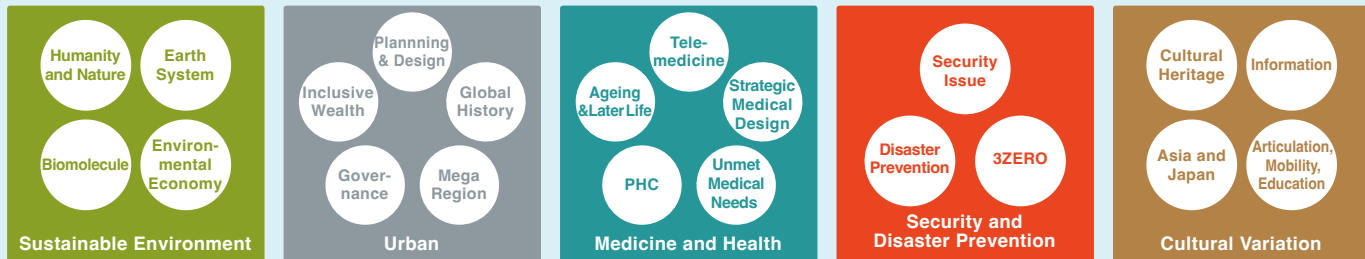 Humanity
and Nature
Earth
System
Biomolecule
Environ-
mental
Economy
Sustainable Environment
Plannning
& Design
Inclusive
Wealth
Global
History
Gover-
nance
Mega
Region
Urban
Tele-
medicine
Ageing
&Later Life
Strategic
Medical
Design
PHC
Unmet
Medical
Needs
Medicine and Health
Security
Issue
Disaster
Prevention
3ZERO
Security and
Disaster Prevention
Cultural
Heritage
Information
Asia and
Japan
Articulation,
Mobility,
Education
Cultural Variation